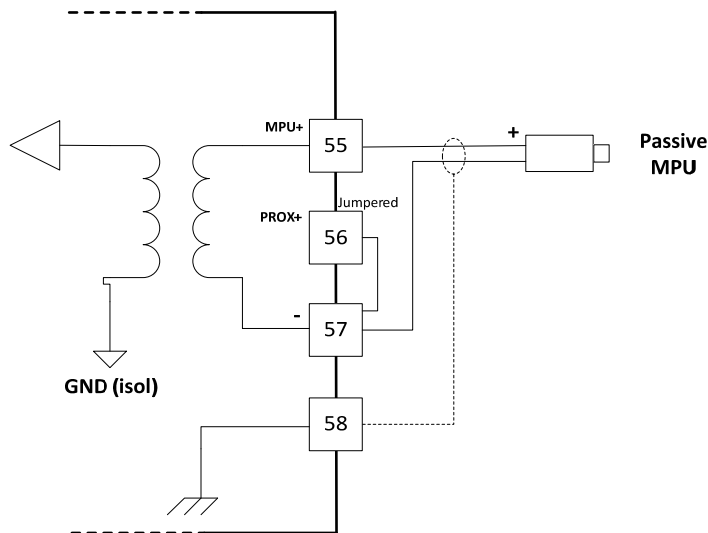 MPU+
55
+
Passive
MPU
Jumpered
PROX+
56
-
57
GND (isol)
58